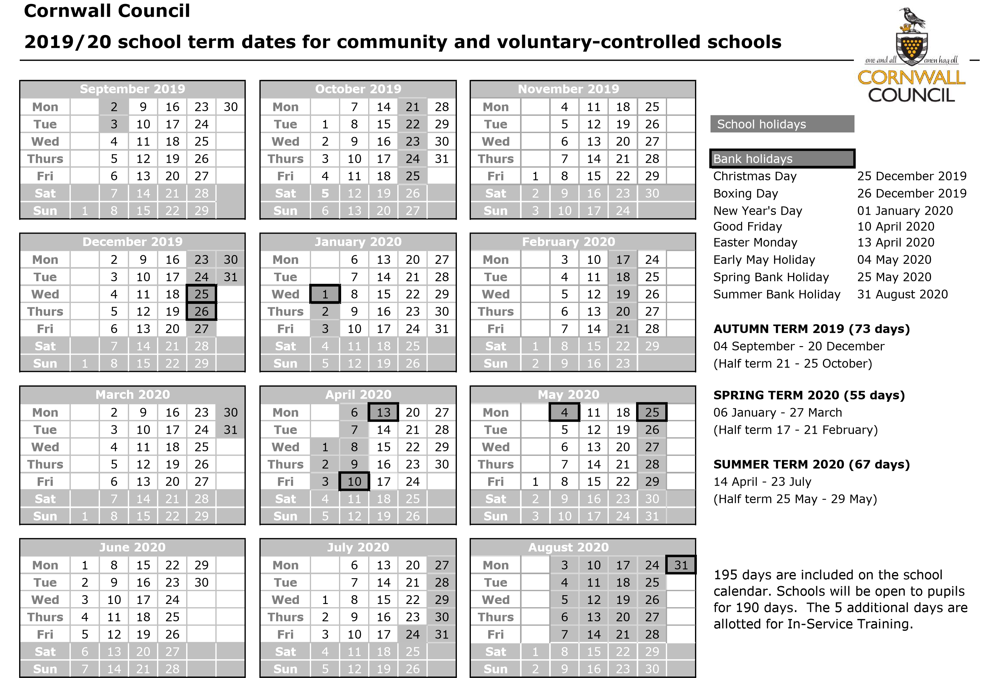 Cornwall Council
2019/20 school term dates for community and voluntary-controlled schools
one and all onen hag oll
CORNWALL
COUNCIL
September 2019
Mon 2 9 16 23 30
Tue 3 10 17 24
Wed 4 11 18 25
Thurs 5 12 19 26
Fri 6 13 20 27
Sat 7 14 21 28
Sun 1 8 15 22 29
October 2019
Mon 7 14 21 28
Tue 1 8 15 22 29
Wed 2 9 16 23 30
Thurs 3 10 17 24 31
Fri 4 11 18 25
Sat 5 12 19 26
Sun 6 13 20 27
November 2019
Mon 4 11 18 25
Tue 5 12 19 26
Wed 6 13 20 27
Thurs 7 14 21 28
Fri 1 8 15 22 29
Sat 2 9 16 23 30
Sun 3 10 17 24
December 2019
Mon 2 9 16 23 30
Tue 3 10 17 24 31
Wed 4 11 18 25
Thurs 5 12 19 26
Fri 6 13 20 27
Sat 7 14 21 28
Sun 1 8 15 22 29
January 2020
Mon 6 13 20 27
Tue 7 14 21 28
Wed 1 8 15 22 29
Thurs 2 9 16 23 30
Fri 3 10 17 24 31
Sat 4 11 18 25
Sun 5 12 19 26
February 2020
Mon 3 10 17 24
Tue 4 11 18 25
Wed 5 12 19 26
Thurs 6 13 20 27
Fri 7 14 21 28
Sat 1 8 15 22 29
Sun 2 9 16 23
March 2020
Mon 2 9 16 23 30
Tue 3 10 17 24 31
Wed 4 11 18 25
Thurs 5 12 19 26
Fri 6 13 20 27
Sat 7 14 21 28
Sun 1 8 15 22 29
April 2020
Mon 6 13 20 27
Tue 7 14 21 28
Wed 1 8 15 22 29
Thurs 2 9 16 23 30
Fri 3 10 17 24
Sat 4 11 18 25
Sun 5 12 19 26
May 2020
Mon 4 11 18 25
Tue 5 12 19 26
Wed 6 13 20 27
Thurs 7 14 21 28
Fri 1 8 15 22 29
Sat 2 9 16 23 30
Sun 3 10 17 24 31
June 2020
Mon 1 8 15 22 29
Tue 2 9 16 23 30
Wed 3 10 17 24
Thurs 4 11 18 25
Fri 5 12 19 26
Sat 6 13 20 27
Sun 7 14 21 28
July 2020
Mon 6 13 20 27
Tue 7 14 21 28
Wed 1 8 15 22 29
Thurs 2 9 16 23 30
Fri 3 10 17 24 31
Sat 4 11 18 25
Sun 5 12 19 26
August 2020
Mon 3 10 17 24 31
Tue 4 11 18 25
Wed 5 12 19 26
Thurs 6 13 20 27
Fri 7 14 21 28
Sat 1 8 15 22 29
Sun 2 9 16 23 30
School holidays
Bank holidays
Christmas Day 25 December 2019
Boxing Day 26 December 2019
New Year's Day 01 January 2020
Good Friday 10 April 2020
Easter Monday 13 April 2020
Early May Holiday 04 May 2020
Spring Bank Holiday 25 May 2020
Summer Bank Holiday 31 August 2020
AUTUMN TERM 2019 (73 days)
04 September - 20 December
(Half term 21 - 25 October)
SPRING TERM 2020 (55 days)
06 January - 27 March
(Half term 17 - 21 February)
SUMMER TERM 2020 (67 days)
14 April - 23 July
(Half term 25 May - 29 May)
195 days are included on the school
calendar. Schools will be open to pupils
for 190 days. The 5 additional days are
allotted for In-Service Training.